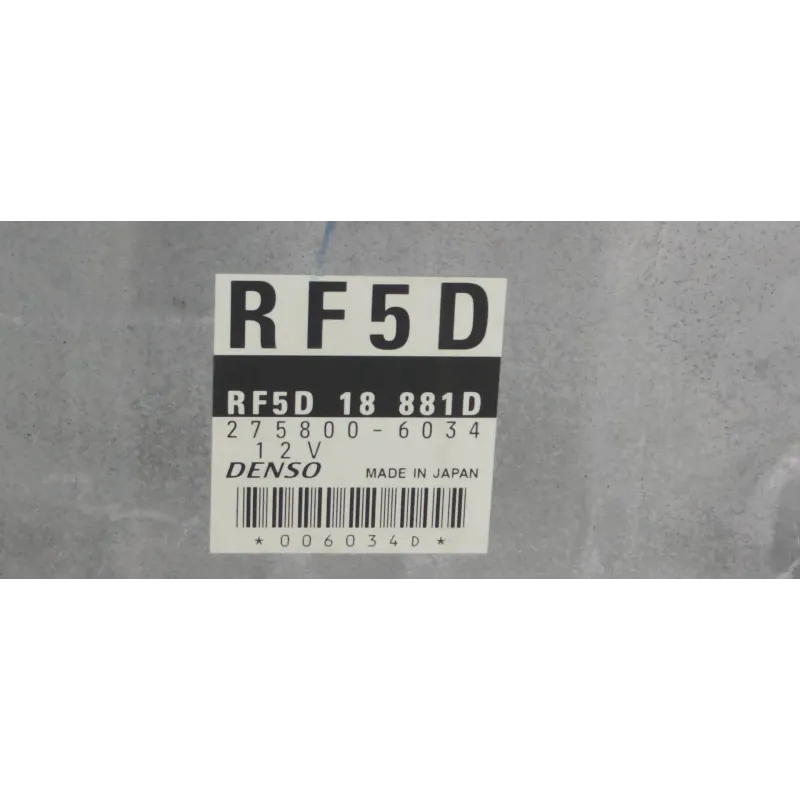 RF5D
RF5D 18 881D
275800-6034
12V
DENSO MADE IN JAPAN
*006034D*